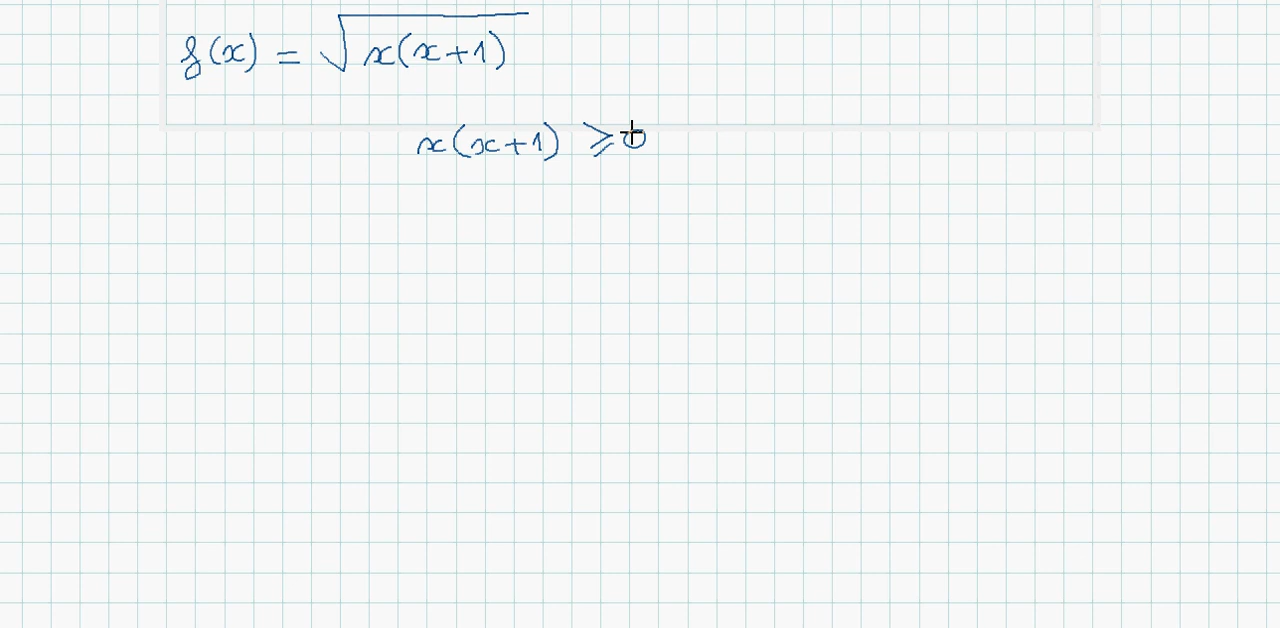 f(x) = √x(x+1)
x(x+1) ⩾ 0